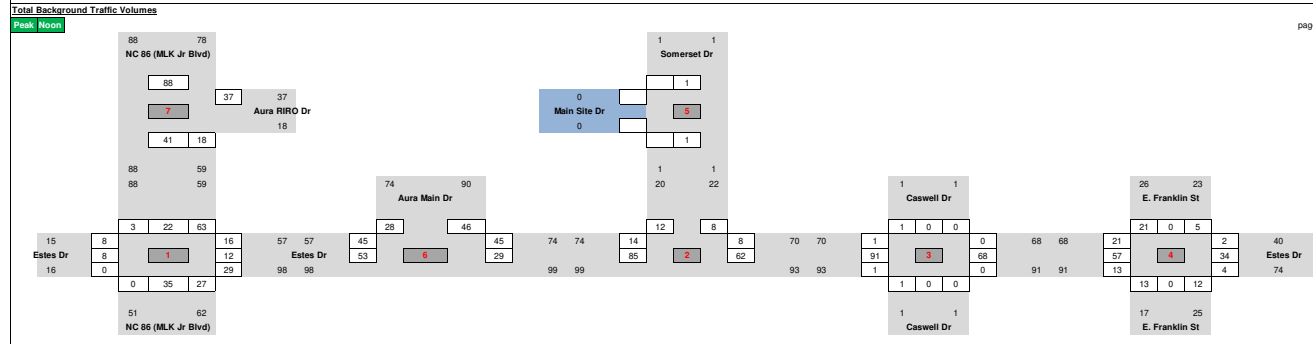 Total Background Traffic Volumes
Peak Noon
pag
88 78 1 1
NC 86 (MLK Jr Blvd) Somerset Dr
88 1
37 37 0
7 Aura RIRO Dr Main Site Dr 5
18 0
41 18 1
88 59 1 1
88 59 74 90 20 22 1 1 26 23
Aura Main Dr Caswell Dr E. Franklin St
3 22 63 28 46 12 8 1 0 0 21 0 5
15 8 16 57 57 45 45 74 74 14 8 70 70 1 0 68 68 21 2 40
Estes Dr 8 1 12 Estes Dr 53 6 29 85 2 62 91 3 68 57 4 34 Estes Dr
16 0 29 98 98 99 99 93 93 1 0 91 91 13 4 74
0 35 27 1 0 0 13 0 12
51 62 1 1 17 25
NC 86 (MLK Jr Blvd) Caswell Dr E. Franklin St